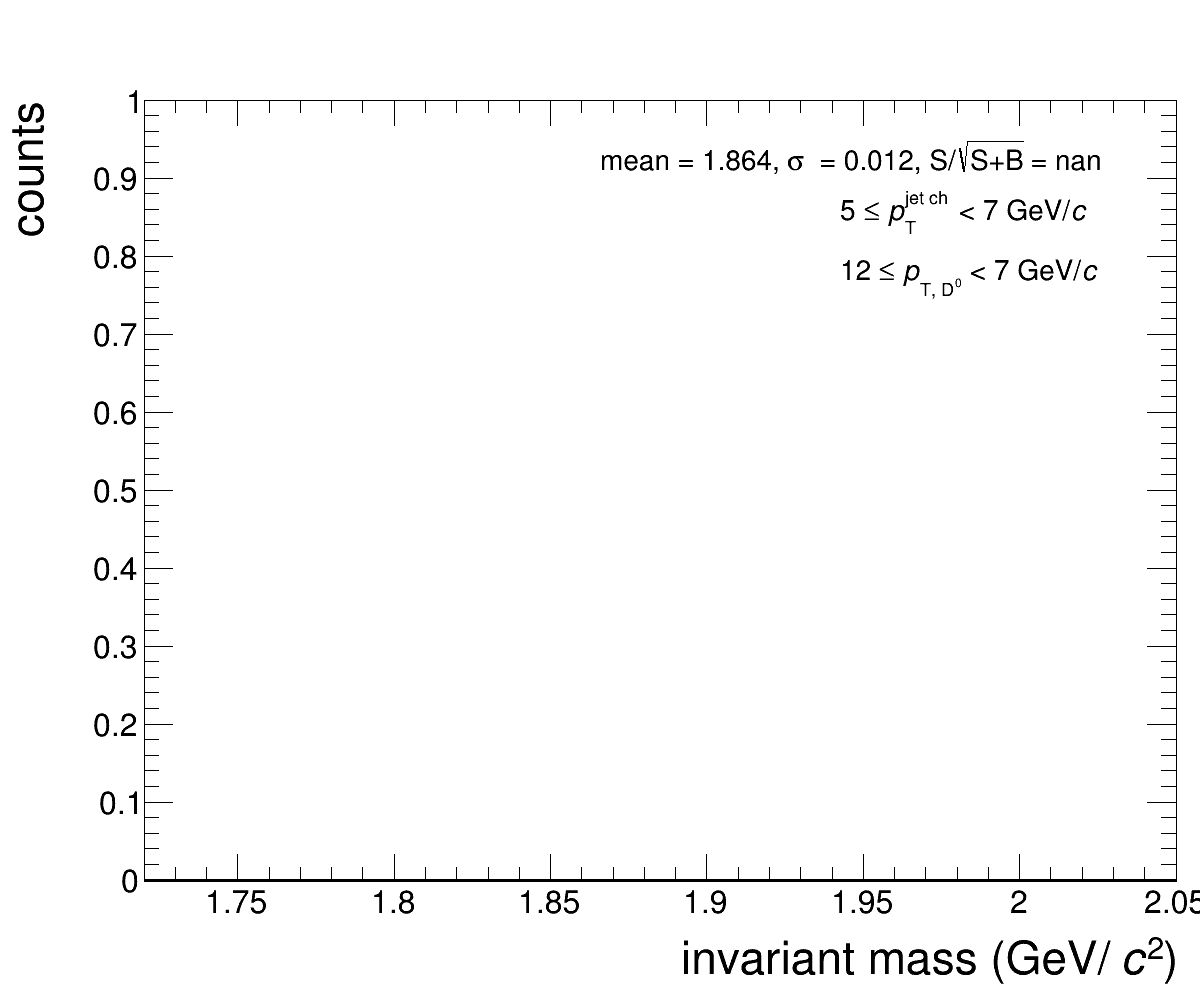 counts
1
mean = 1.864, σ = 0.012, S/√S+B = nan
0.9
5 ≤ p_T^jet ch < 7 GeV/c
0.8
12 ≤ p_T, D⁰ < 7 GeV/c
0.7
0.6
0.5
0.4
0.3
0.2
0.1
0
1.75 1.8 1.85 1.9 1.95 2 2.05
invariant mass (GeV/ c²)